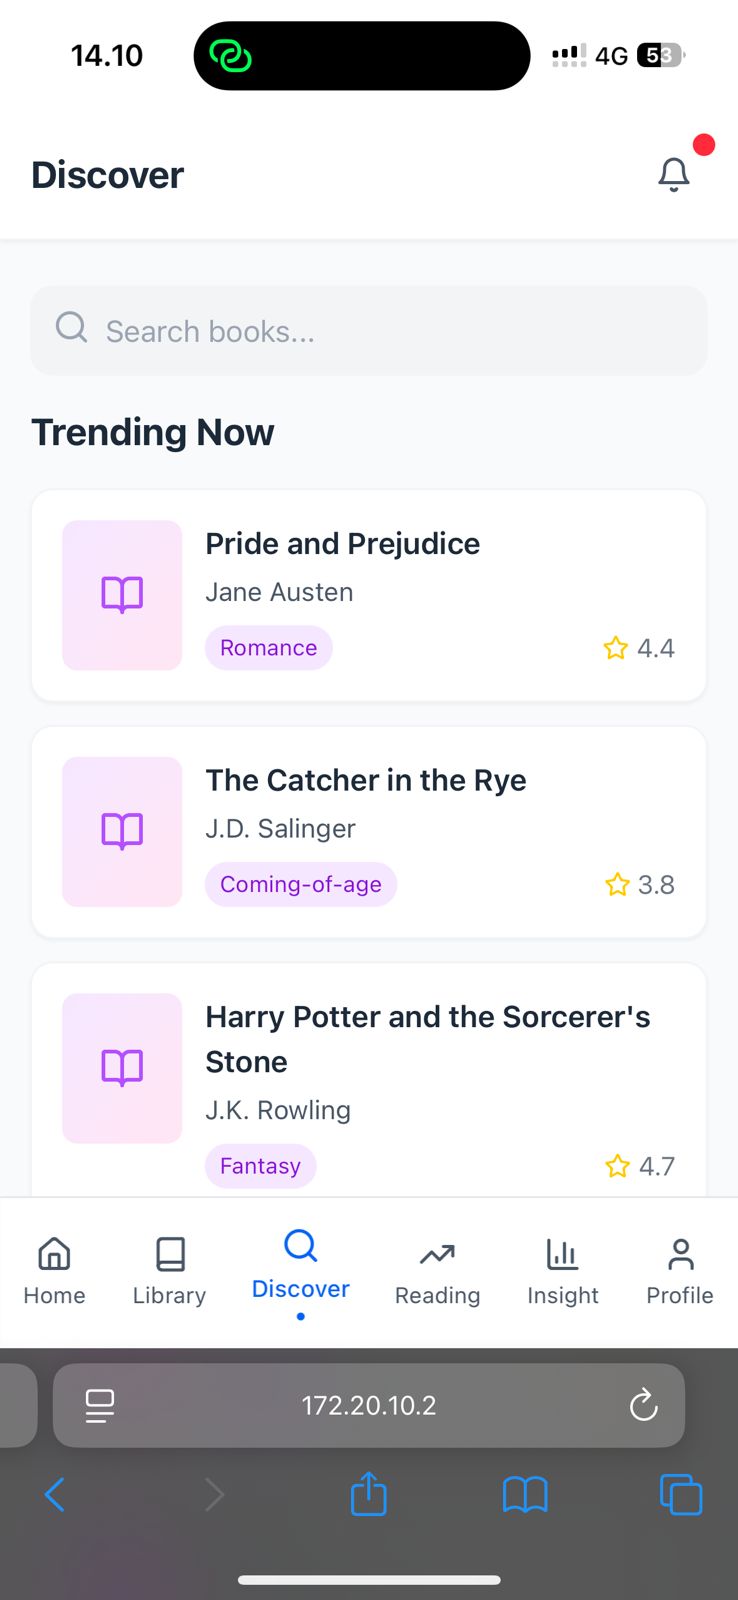 14.10
4G
53
Discover
Search books...
Trending Now
Pride and Prejudice
Jane Austen
Romance
4.4
The Catcher in the Rye
J.D. Salinger
Coming-of-age
3.8
Harry Potter and the Sorcerer's
Stone
J.K. Rowling
Fantasy
4.7
Home
Library
Discover
Reading
Insight
Profile
172.20.10.2